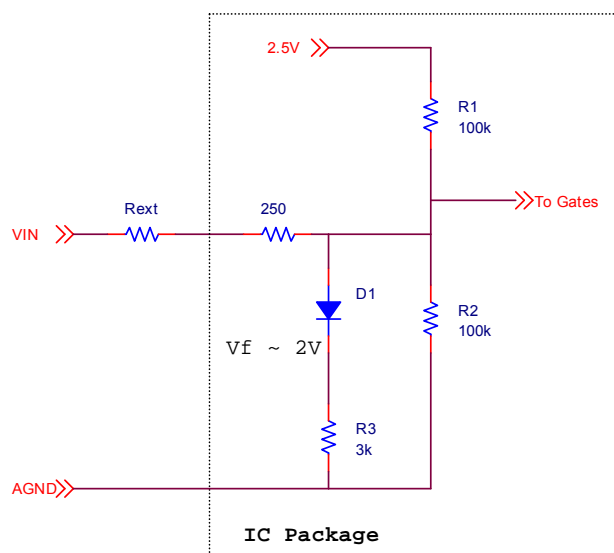 2.5V
R1
100k
To Gates
Rext
250
VIN
D1
R2
100k
Vf ~ 2V
R3
3k
AGND
IC Package